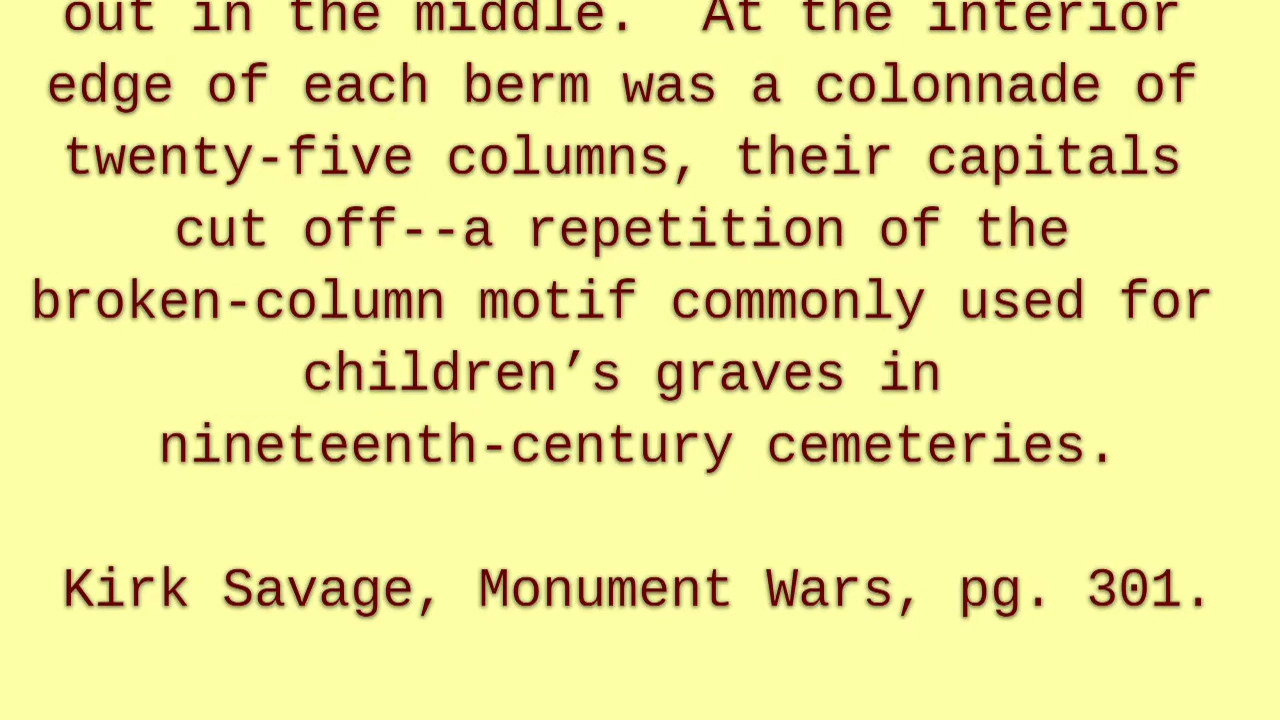 out in the middle.  At the interior
edge of each berm was a colonnade of
twenty-five columns, their capitals
cut off--a repetition of the
broken-column motif commonly used for
children’s graves in
nineteenth-century cemeteries.
Kirk Savage, Monument Wars, pg. 301.